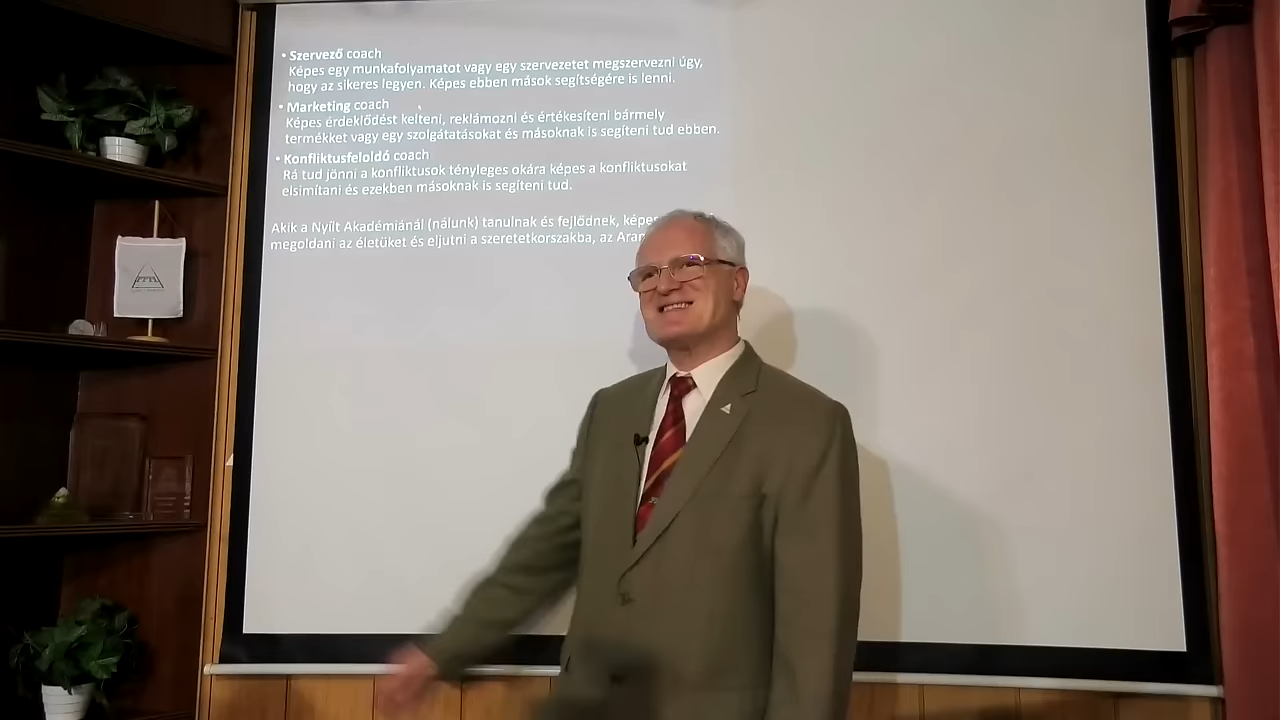 • Szervező coach
Képes egy munkafolyamatot vagy egy szervezetet megszervezni úgy,
hogy az sikeres legyen. Képes ebben mások segítségére is lenni.
• Marketing coach
Képes érdeklődést kelteni, reklámozni és értékesíteni bármely
termékket vagy egy szolgátatásokat és másoknak is segíteni tud ebben.
• Konfliktusfeloldó coach
Rá tud jönni a konfliktusok tényleges okára képes a konfliktusokat
elsimítani és ezekben másoknak is segíteni tud.
Akik a Nyílt Akadémiánál (nálunk) tanulnak és fejlődnek, képe
megoldani az életüket és eljutni a szeretetkorszakba, az Aran